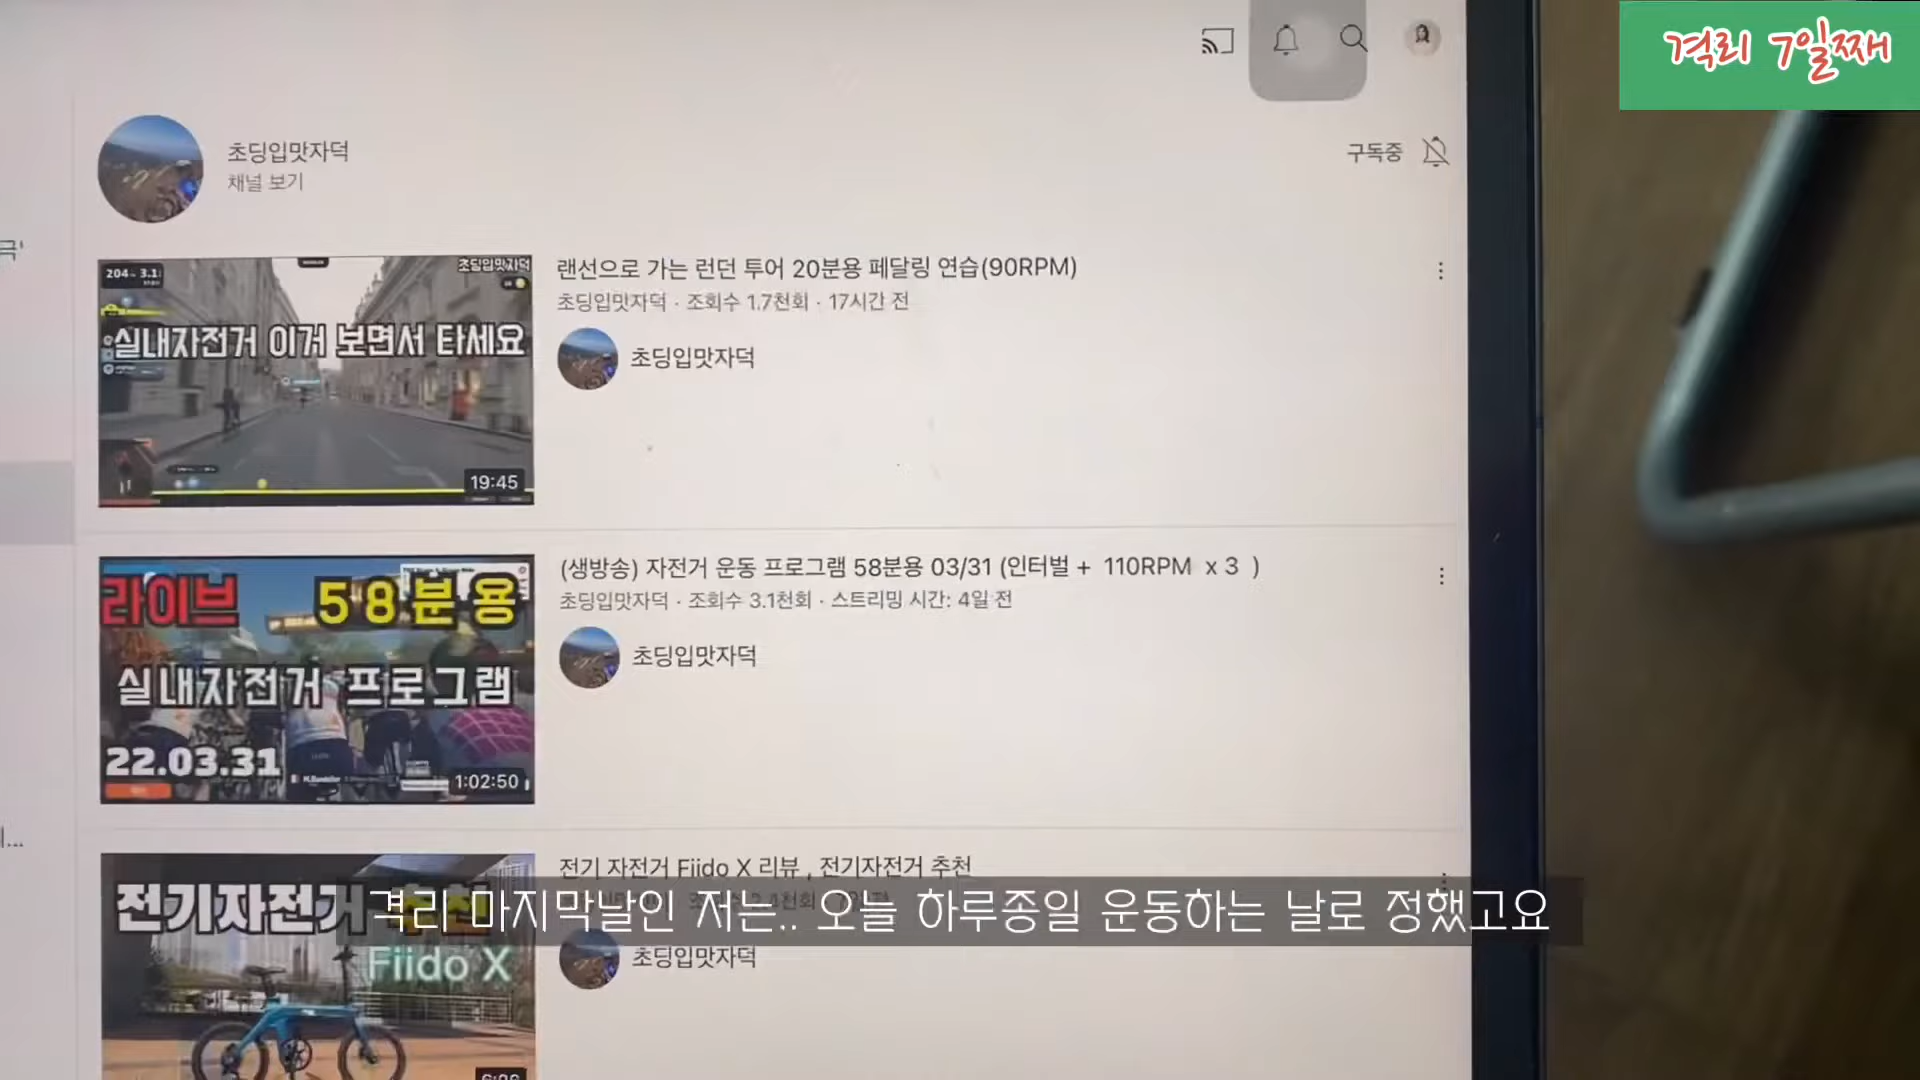 격리 7일째
초딩입맛자덕
채널 보기
구독중
204
3.1
초딩입맛자덕
실내자전거 이거 보면서 타세요
19:45
랜선으로 가는 런던 투어 20분용 페달링 연습(90RPM)
초딩입맛자덕 · 조회수 1.7천회 · 17시간 전
초딩입맛자덕
라이브 58분용
실내자전거 프로그램
22.03.31
1:02:50
(생방송) 자전거 운동 프로그램 58분용 03/31 (인터벌 + 110RPM x 3 )
초딩입맛자덕 · 조회수 3.1천회 · 스트리밍 시간: 4일 전
초딩입맛자덕
전기자전거 추천
Fiido X
전기 자전거 Fiido X 리뷰 , 전기자전거 추천
격리 마지막날인 저는.. 오늘 하루종일 운동하는 날로 정했고요
초딩입맛자덕